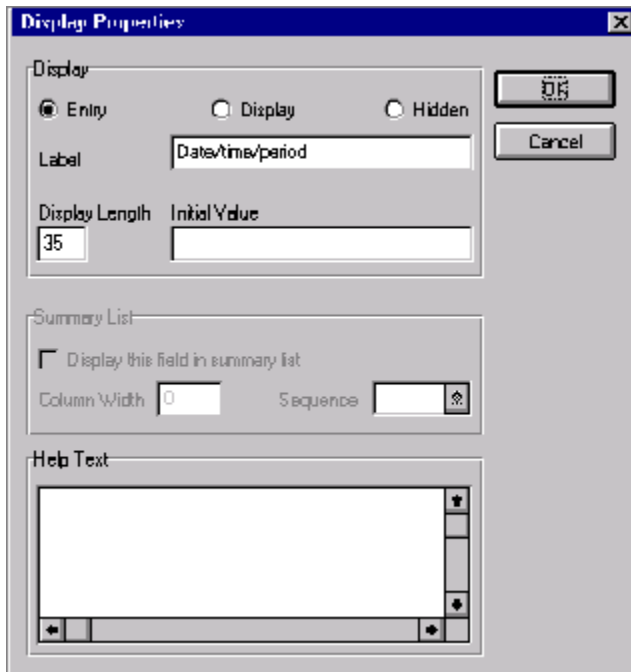 Display Properties
Display
OK
Entry
Display
Hidden
Cancel
Label
Date/time/period
Display Length
Initial Value
35
Summary List
Display this field in summary list
Column Width
0
Sequence
Help Text